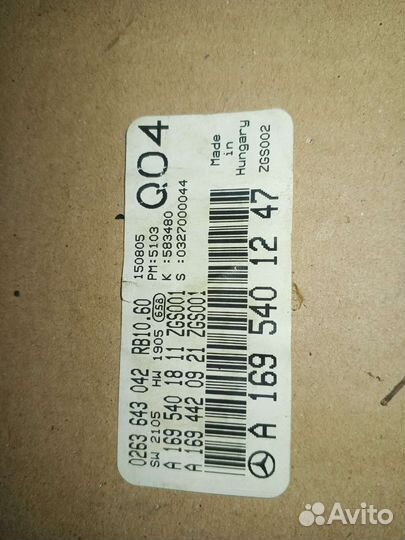 0263 643 042 RB10.60
SW 2105 HW 1905 658
A 169 540 18 11 ZGS001
A 169 442 09 21 ZGS001
150805
PM:5103
K :583480
S :0327000044
Q04
Made
in
Hungary
ZGS002
A 169 540 12 47
Avito